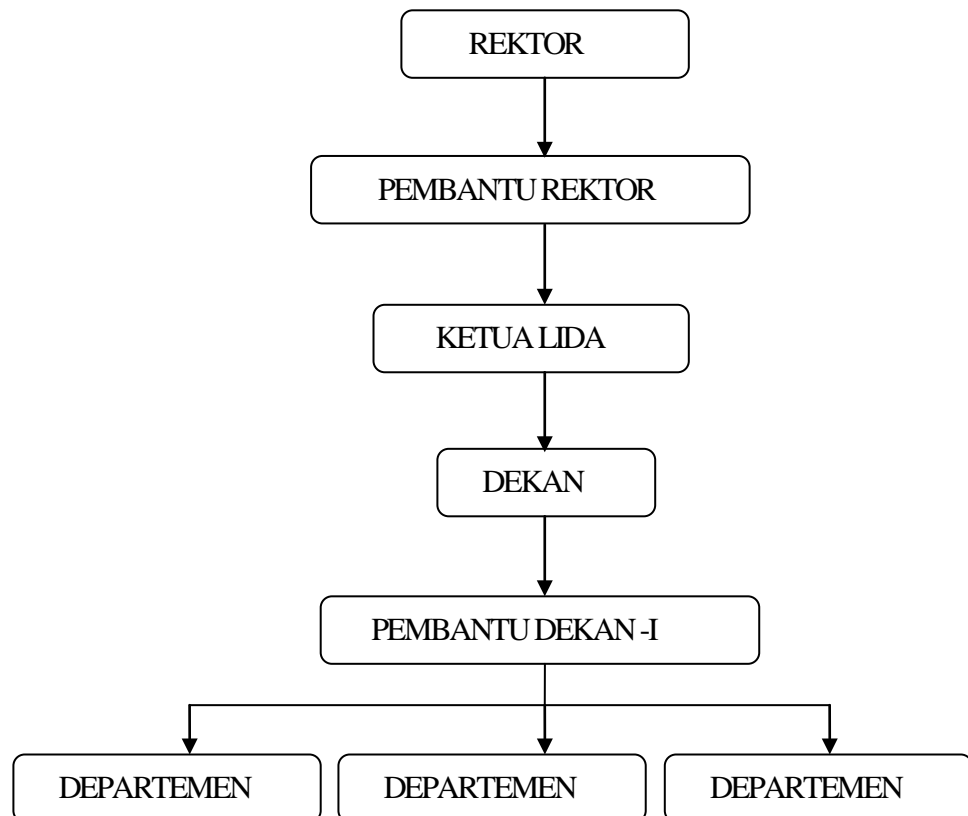 REKTOR
PEMBANTU REKTOR
KETUA LIDA
DEKAN
PEMBANTU DEKAN -I
DEPARTEMEN DEPARTEMEN DEPARTEMEN